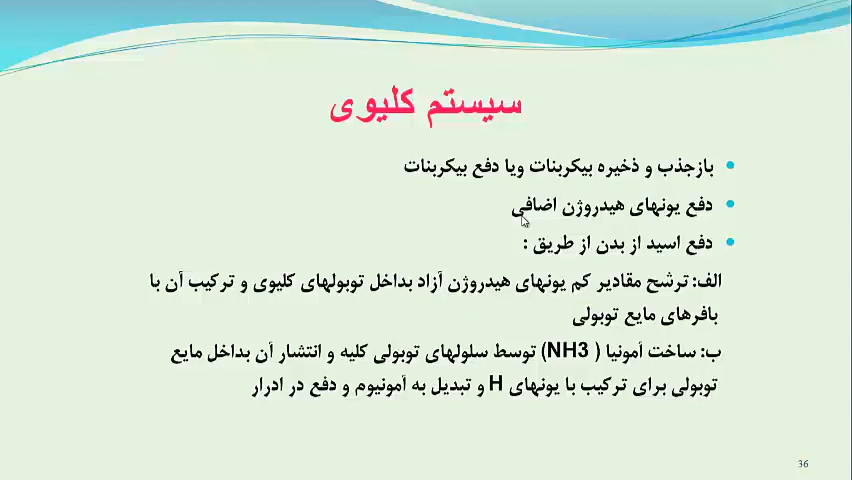 سیستم کلیوی
بازجذب و ذخیره بیکربنات ویا دفع بیکربنات
دفع یونهای هیدروژن اضافی
دفع اسید از بدن از طریق :
الف: ترشح مقادیر کم یونهای هیدروژن آزاد بداخل توبولهای کلیوی و ترکیب آن با
بافرهای مایع توبولی
ب: ساخت آمونیا ( NH3) توسط سلولهای توبولی کلیه و انتشار آن بداخل مایع
توبولی برای ترکیب با یونهای H و تبدیل به آمونیوم و دفع در ادرار
36